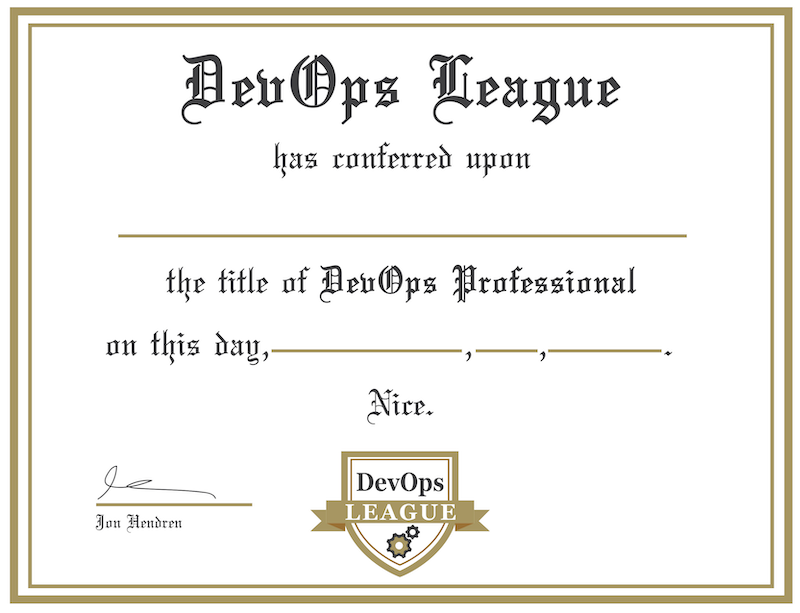 DevOps League
has conferred upon
the title of DevOps Professional
on this day, , , .
Nice.
Jon Hendren
DevOps
LEAGUE